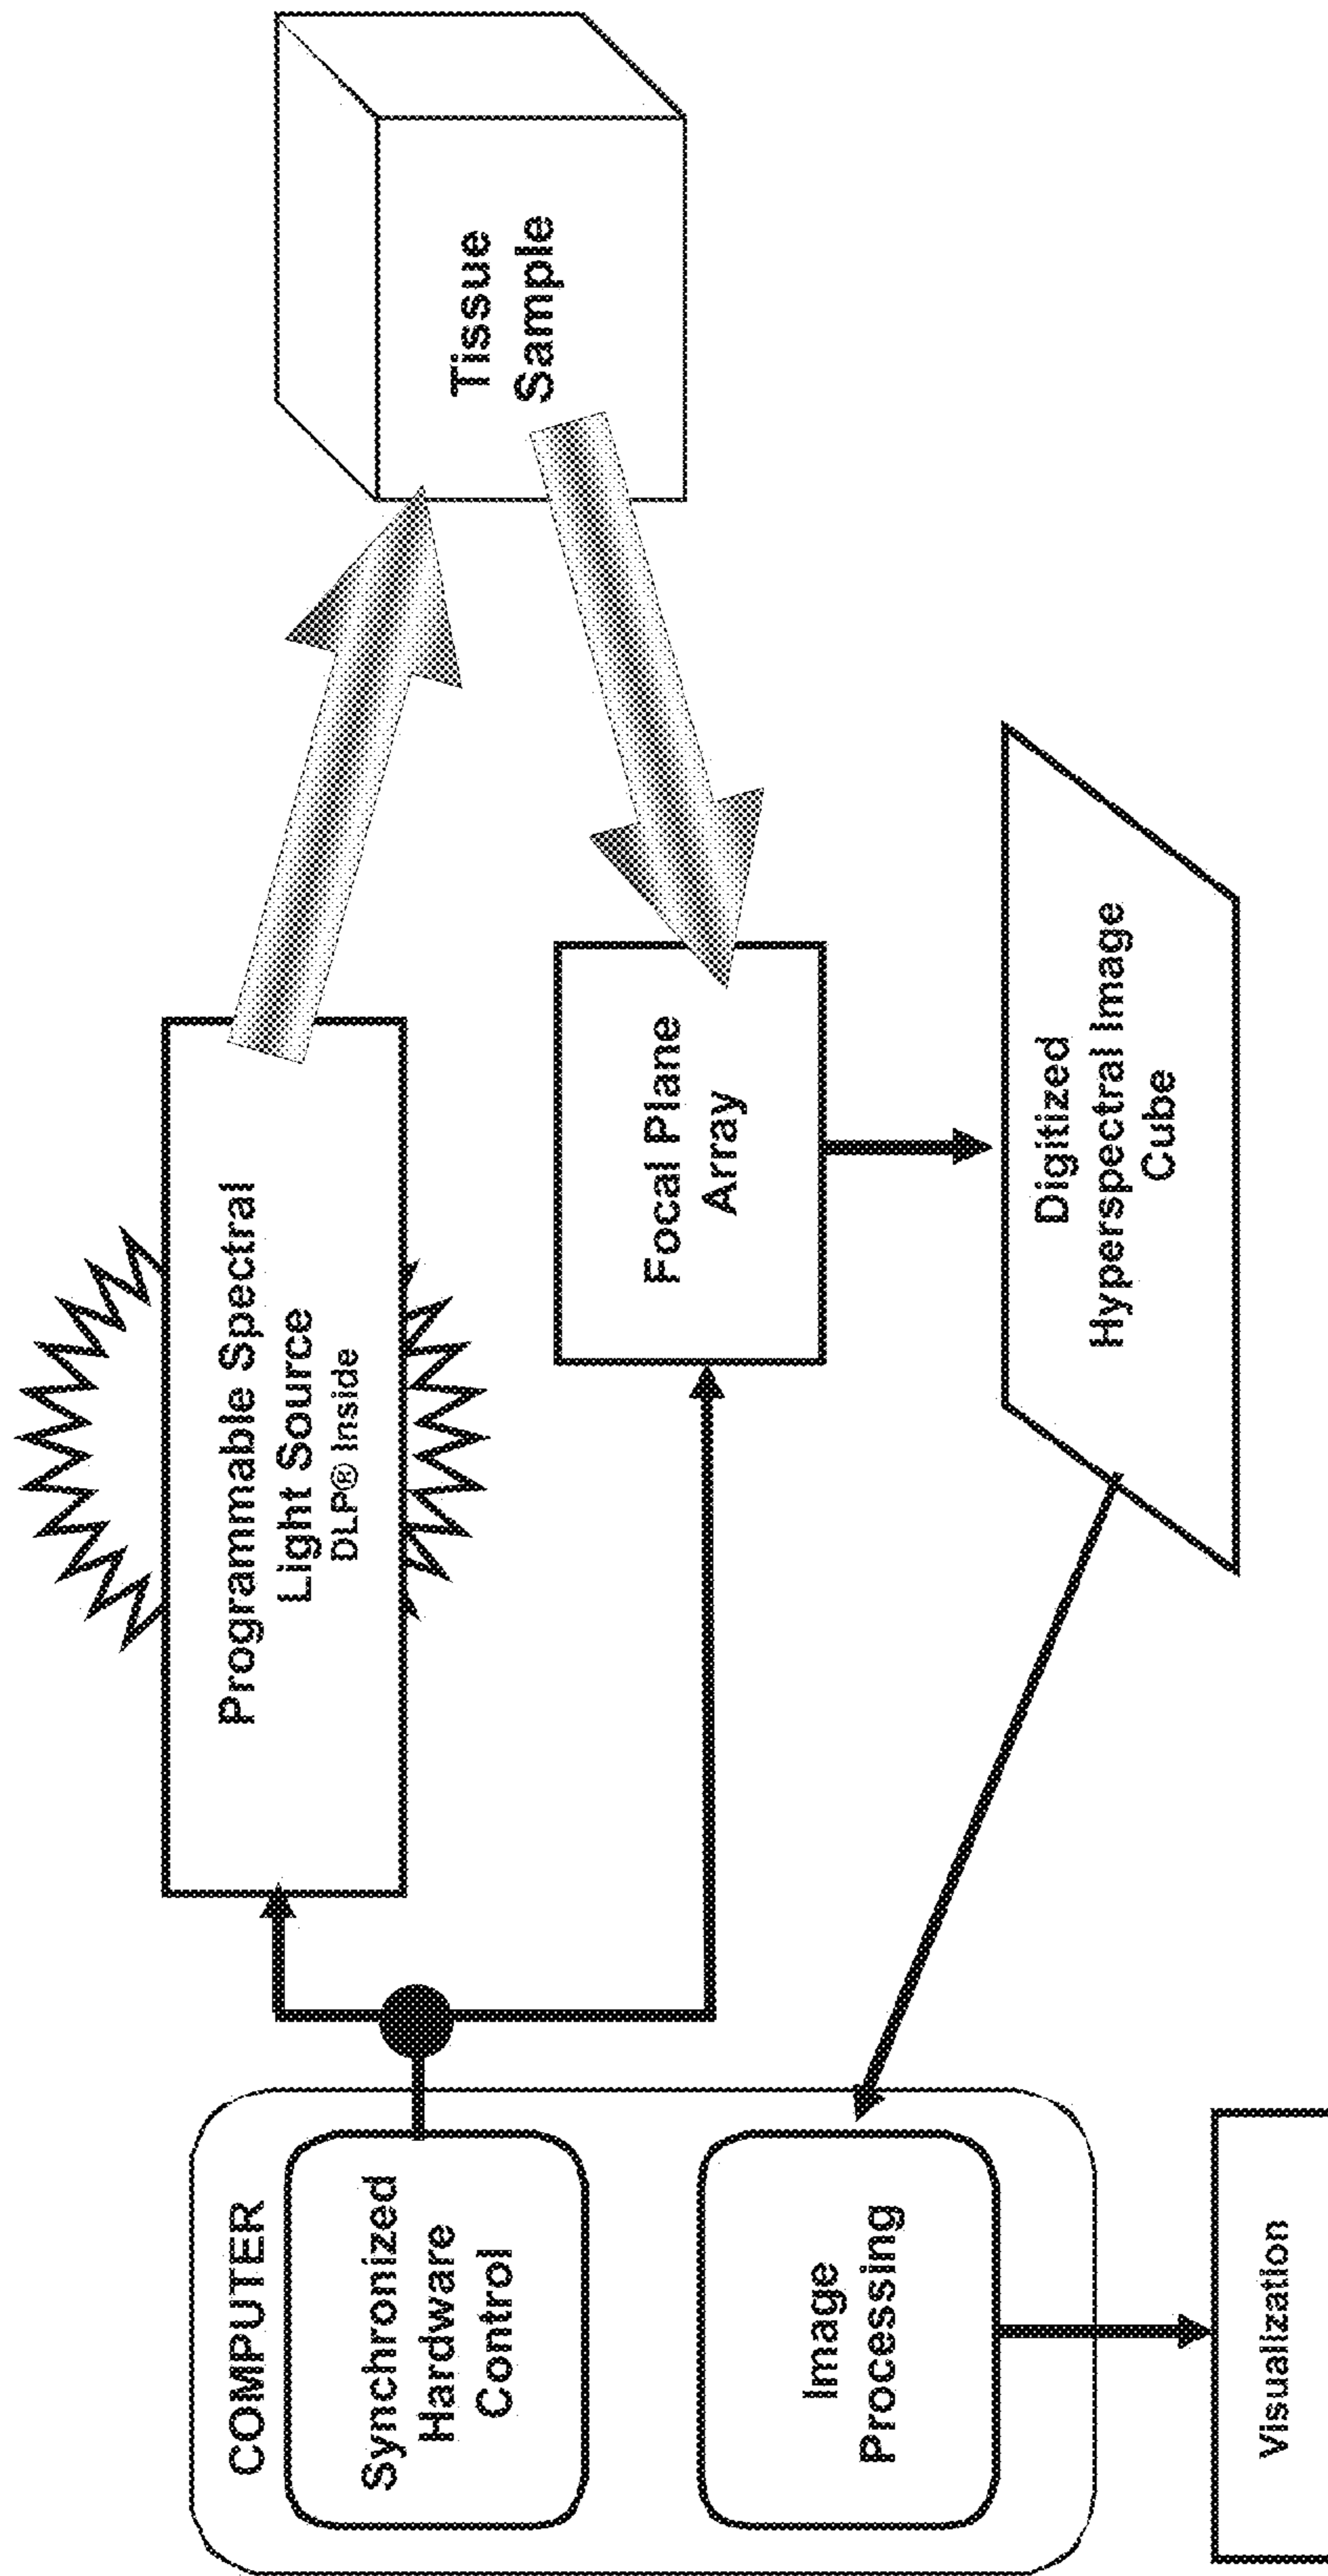 COMPUTER
Synchronized
Hardware
Control
Image
Processing
Visualization
Programmable Spectral
Light Source
DLP® Inside
Focal Plane
Array
Digitized
Hyperspectral Image
Cube
Tissue
Sample